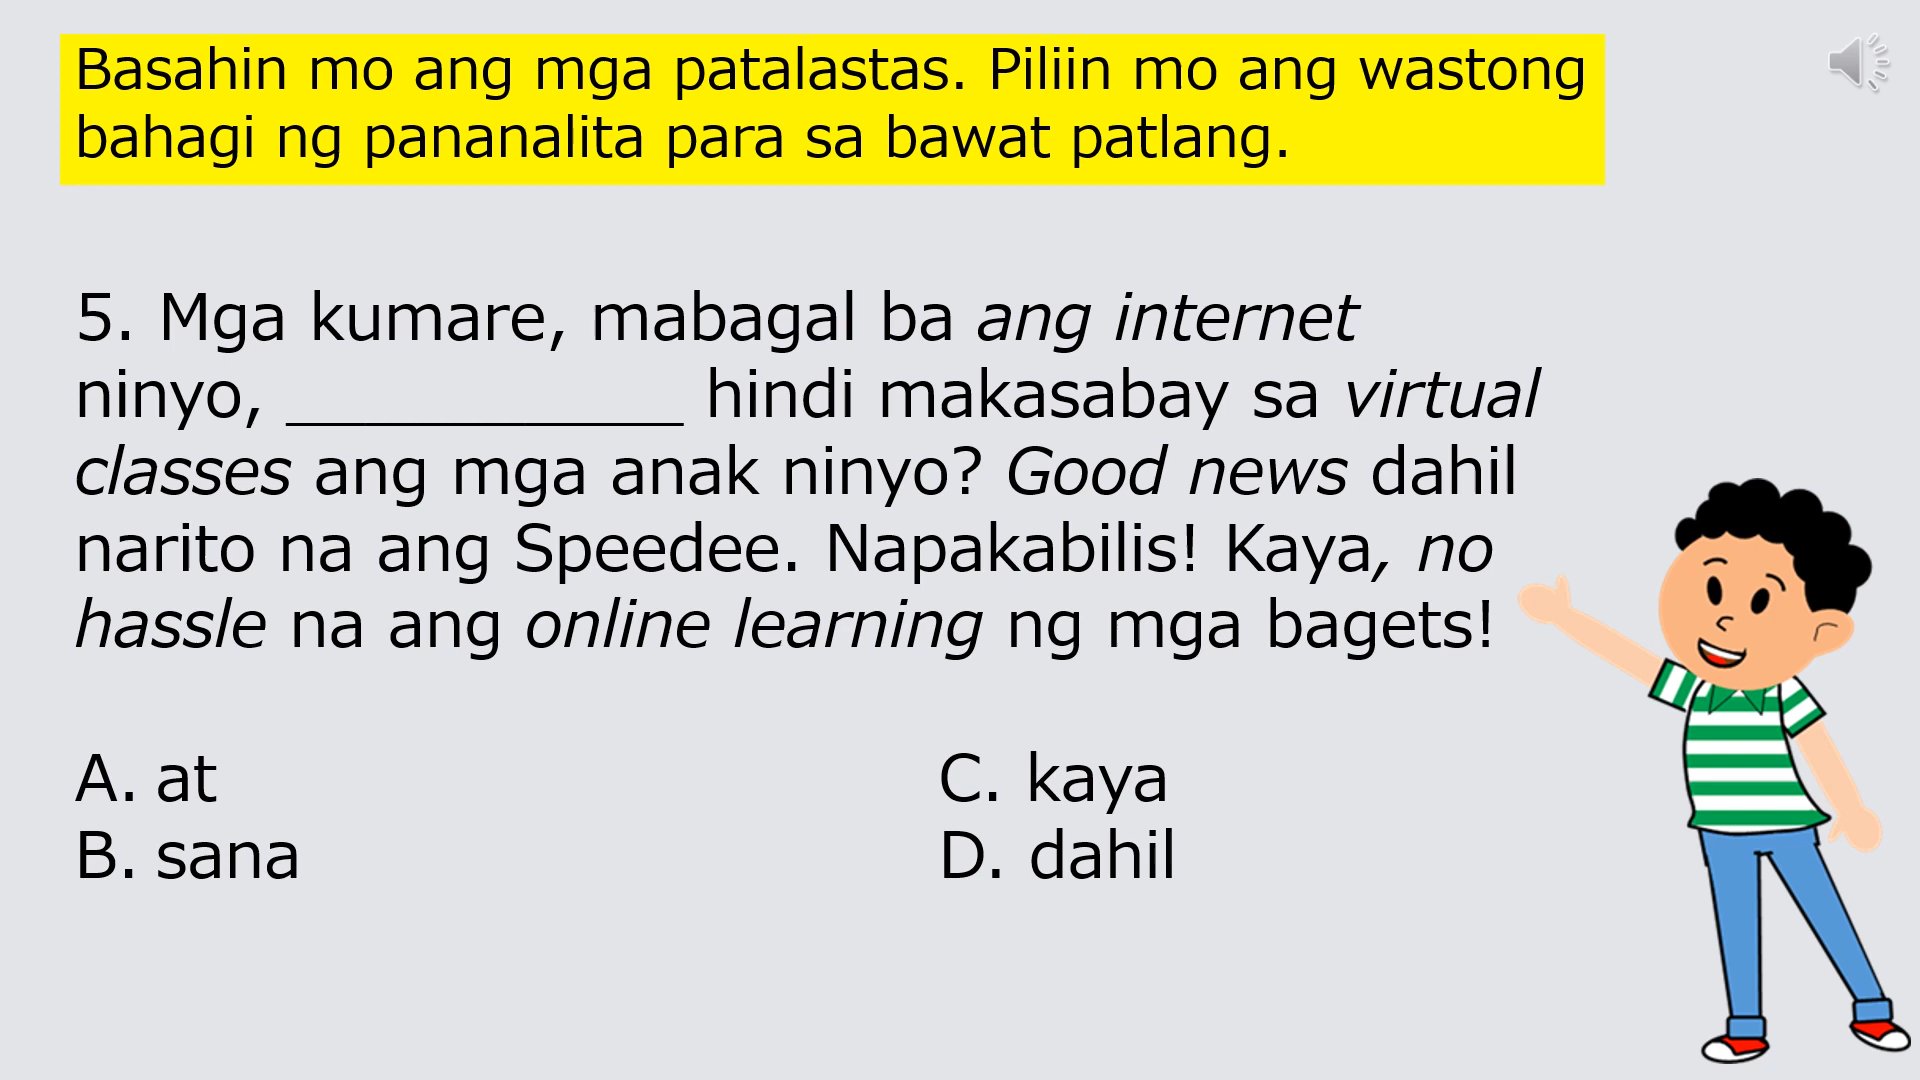 Basahin mo ang mga patalastas. Piliin mo ang wastong
bahagi ng pananalita para sa bawat patlang.
5. Mga kumare, mabagal ba ang internet
ninyo, ____________ hindi makasabay sa virtual
classes ang mga anak ninyo? Good news dahil
narito na ang Speedee. Napakabilis! Kaya, no
hassle na ang online learning ng mga bagets!
A. at
B. sana
C. kaya
D. dahil